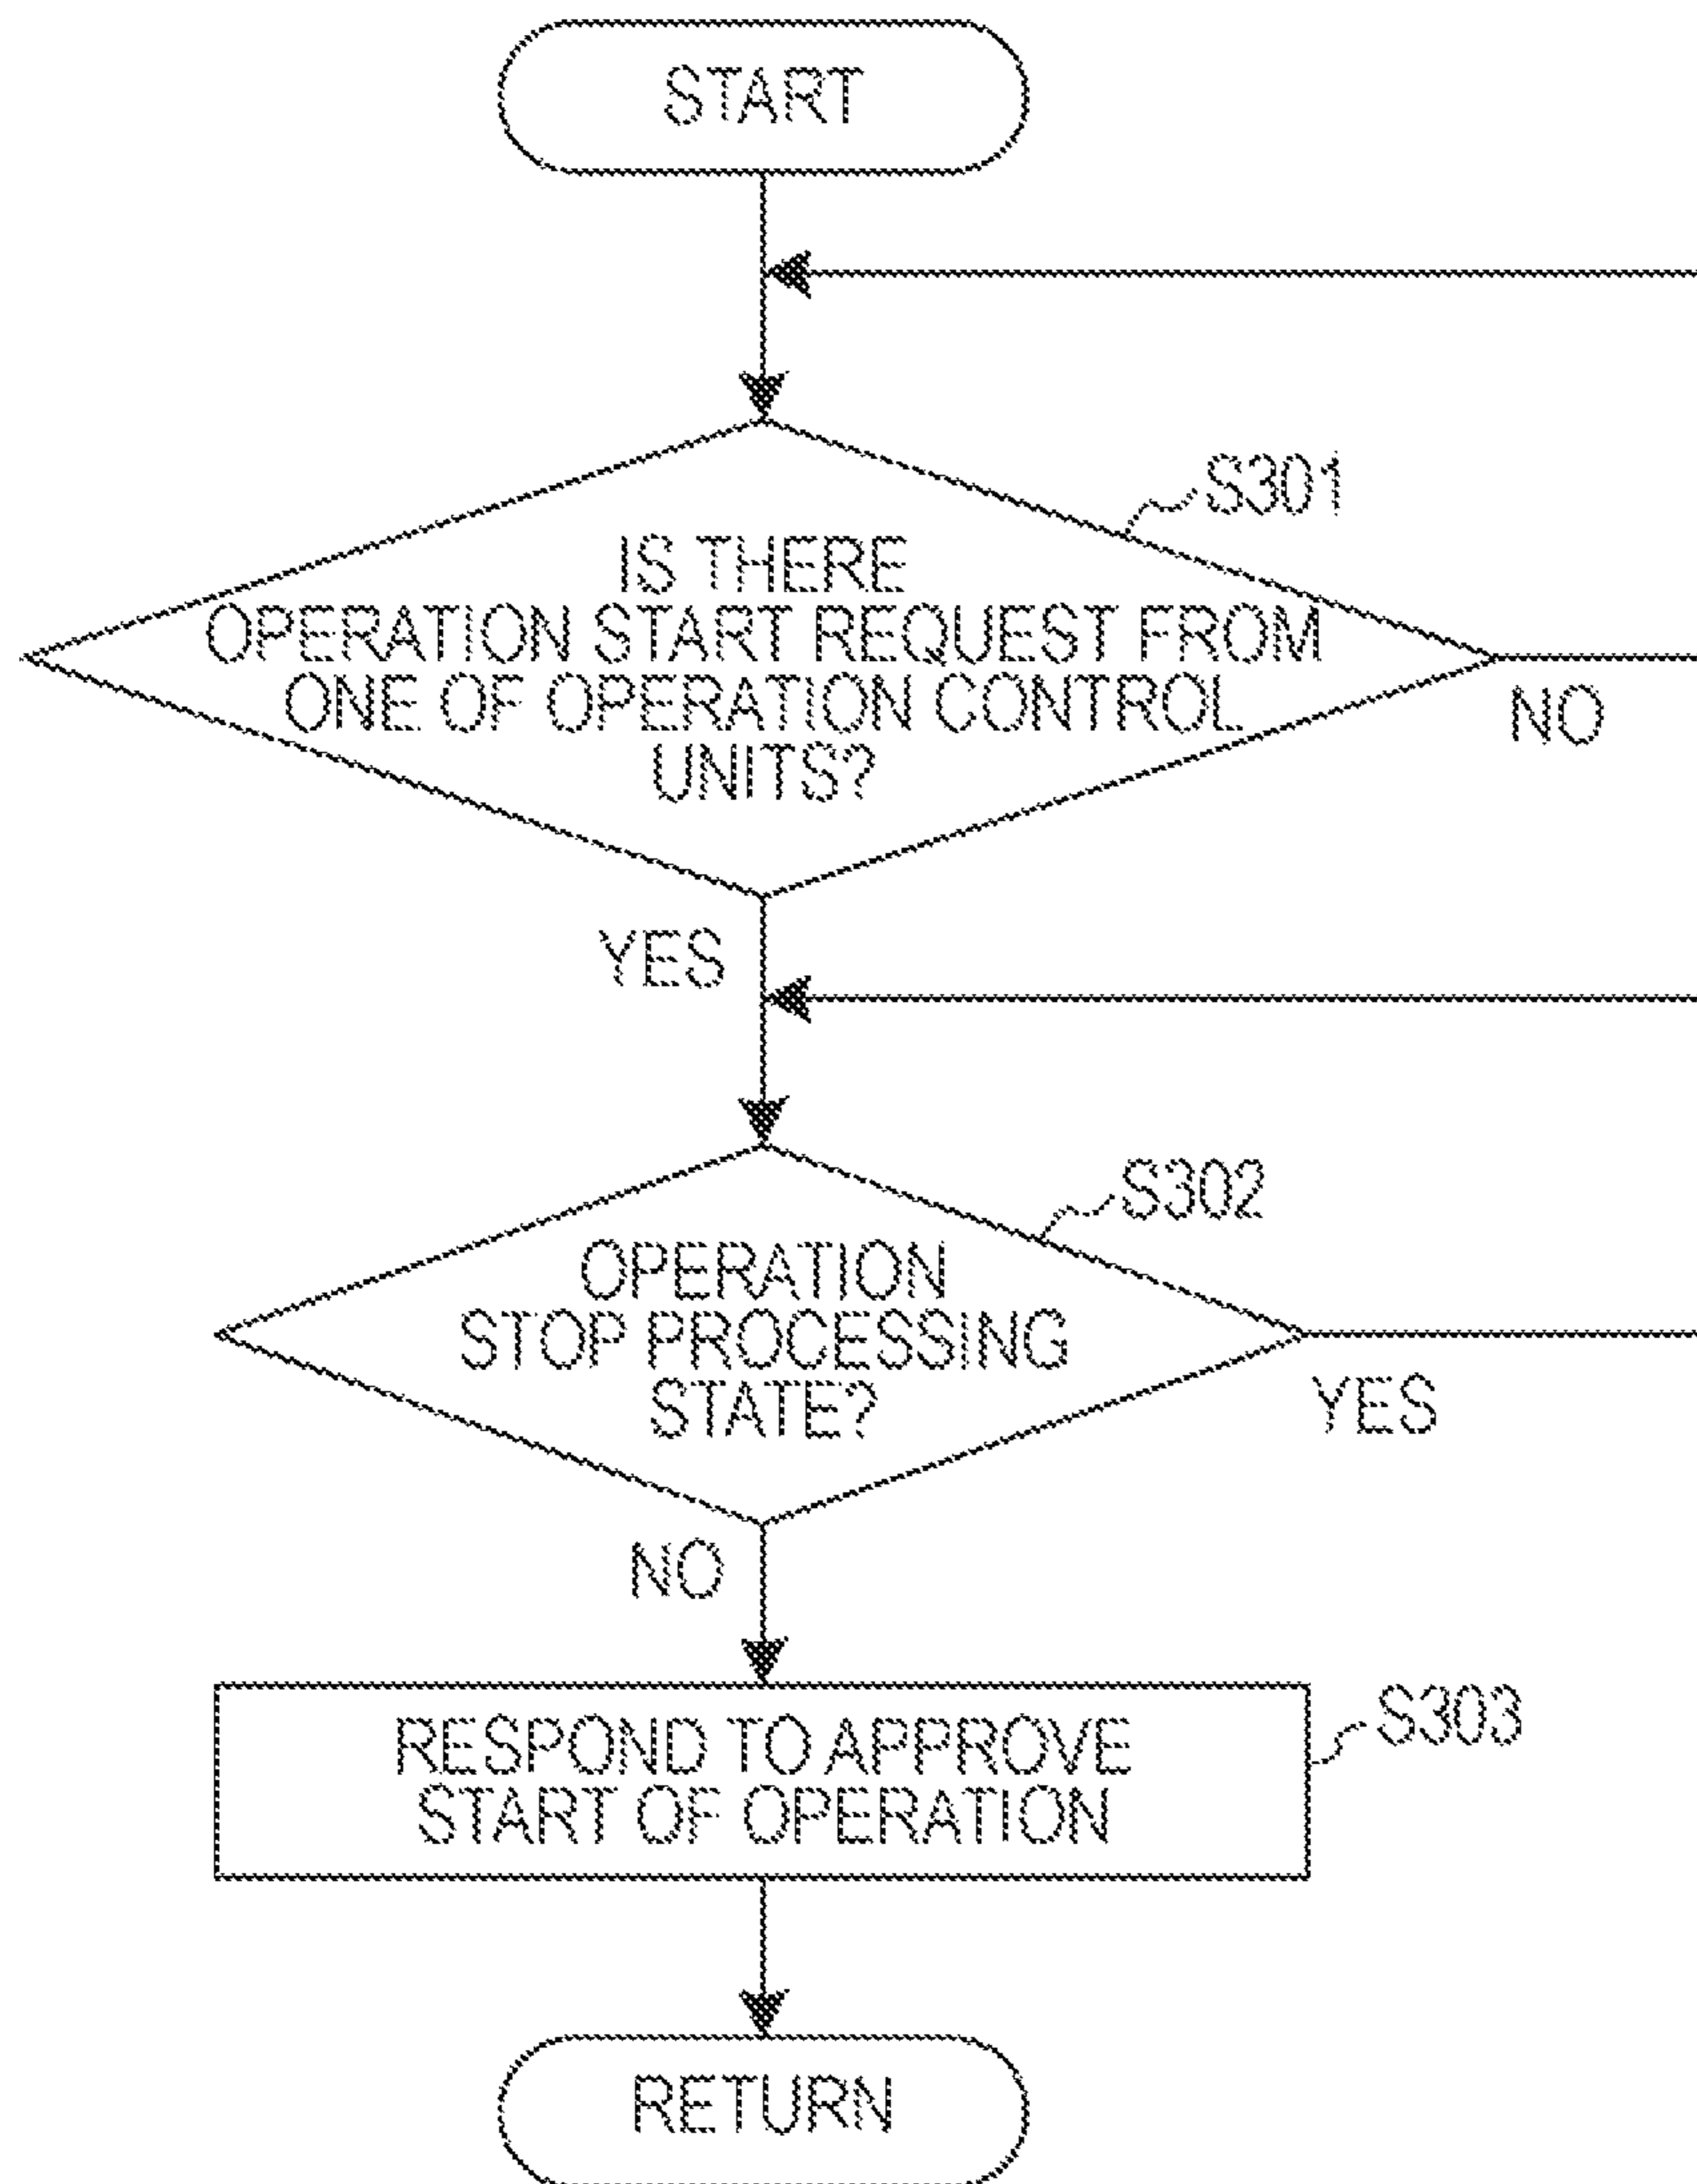 START
S301
IS THERE
OPERATION START REQUEST FROM
ONE OF OPERATION CONTROL
UNITS?
NO
YES
S302
OPERATION
STOP PROCESSING
STATE?
YES
NO
S303
RESPOND TO APPROVE
START OF OPERATION
RETURN